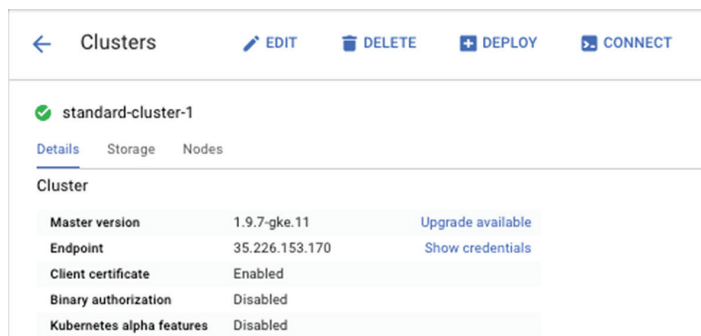 Clusters EDIT DELETE DEPLOY CONNECT
standard-cluster-1
Details Storage Nodes
Cluster
Master version 1.9.7-gke.11 Upgrade available
Endpoint 35.226.153.170 Show credentials
Client certificate Enabled
Binary authorization Disabled
Kubernetes alpha features Disabled